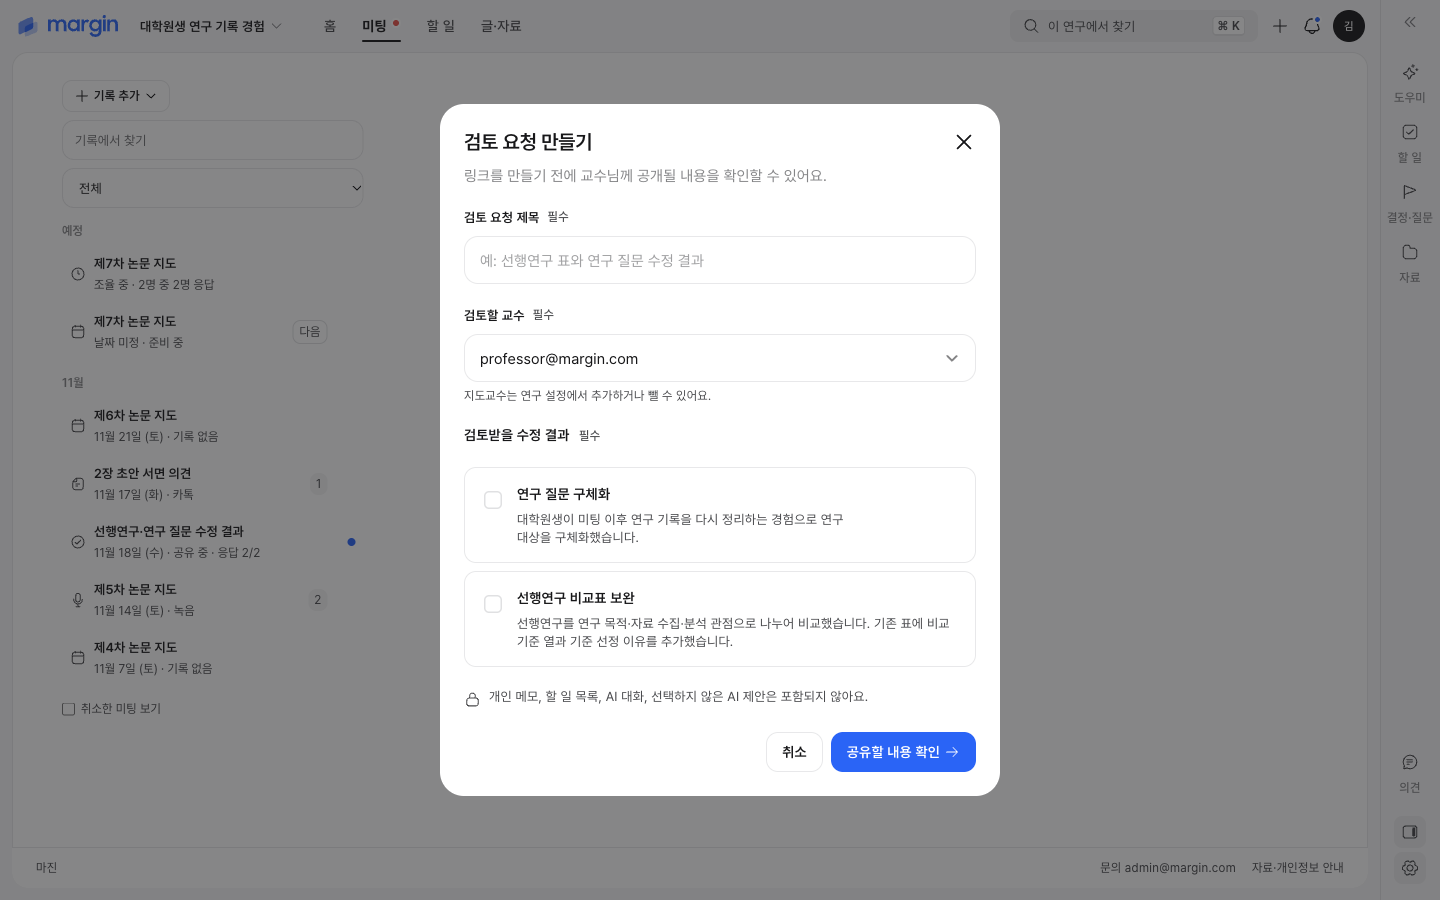 margin
대학원생 연구 기록 경험
홈
미팅
할 일
글·자료
이 연구에서 찾기
⌘ K
김
기록 추가
기록에서 찾기
전체
예정
제7차 논문 지도
조율 중 · 2명 중 2명 응답
제7차 논문 지도
날짜 미정 · 준비 중
다음
11월
제6차 논문 지도
11월 21일 (토) · 기록 없음
2장 초안 서면 의견
11월 17일 (화) · 카톡
1
선행연구·연구 질문 수정 결과
11월 18일 (수) · 공유 중 · 응답 2/2
제5차 논문 지도
11월 14일 (토) · 녹음
2
제4차 논문 지도
11월 7일 (토) · 기록 없음
취소한 미팅 보기
검토 요청 만들기
링크를 만들기 전에 교수님께 공개될 내용을 확인할 수 있어요.
검토 요청 제목 필수
예: 선행연구 표와 연구 질문 수정 결과
검토할 교수 필수
professor@margin.com
지도교수는 연구 설정에서 추가하거나 뺄 수 있어요.
검토받을 수정 결과 필수
연구 질문 구체화
대학원생이 미팅 이후 연구 기록을 다시 정리하는 경험으로 연구
대상을 구체화했습니다.
선행연구 비교표 보완
선행연구를 연구 목적·자료 수집·분석 관점으로 나누어 비교했습니다. 기존 표에 비교
기준 열과 기준 선정 이유를 추가했습니다.
개인 메모, 할 일 목록, AI 대화, 선택하지 않은 AI 제안은 포함되지 않아요.
취소
공유할 내용 확인
도우미
할 일
결정·질문
자료
의견
마진
문의 admin@margin.com
자료·개인정보 안내